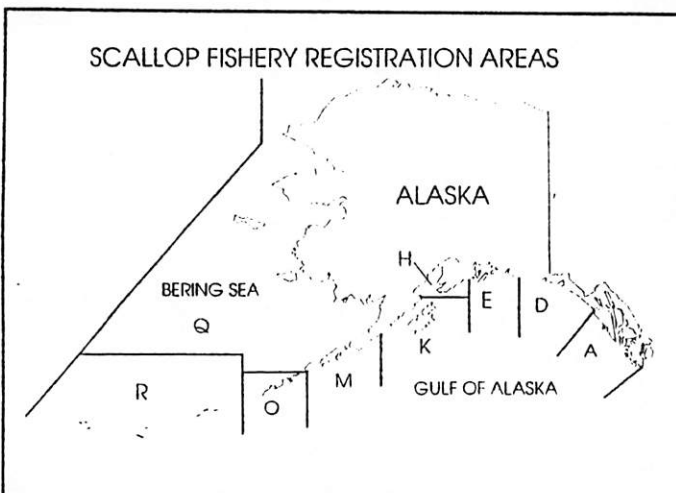 SCALLOP FISHERY REGISTRATION AREAS
ALASKA
H
BERING SEA
E
D
Q
K
A
M
GULF OF ALASKA
R
O